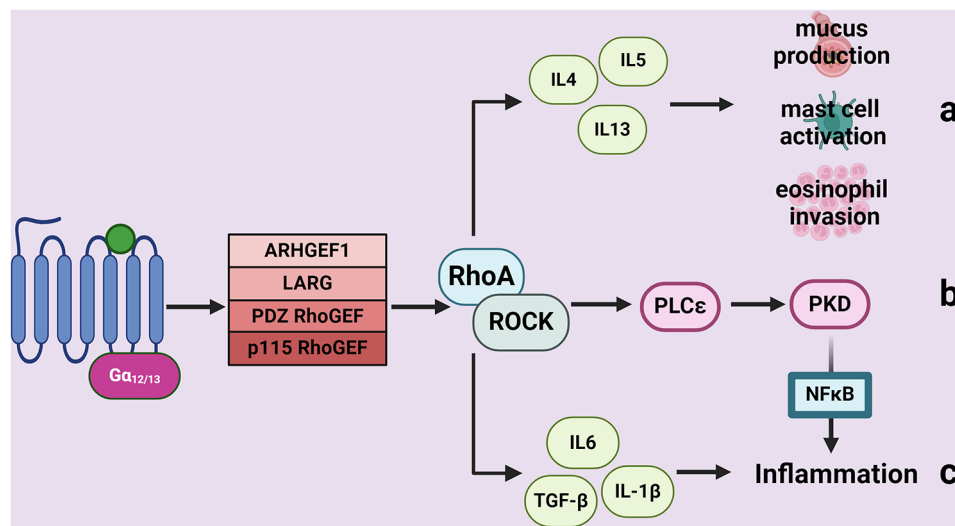 mucus
production
IL4
IL5
IL13
mast cell
activation
a
eosinophil
invasion
ARHGEF1
LARG
PDZ RhoGEF
p115 RhoGEF
Gα12/13
RhoA
ROCK
PLCε
PKD
b
NFκB
IL6
TGF-β
IL-1β
Inflammation
c